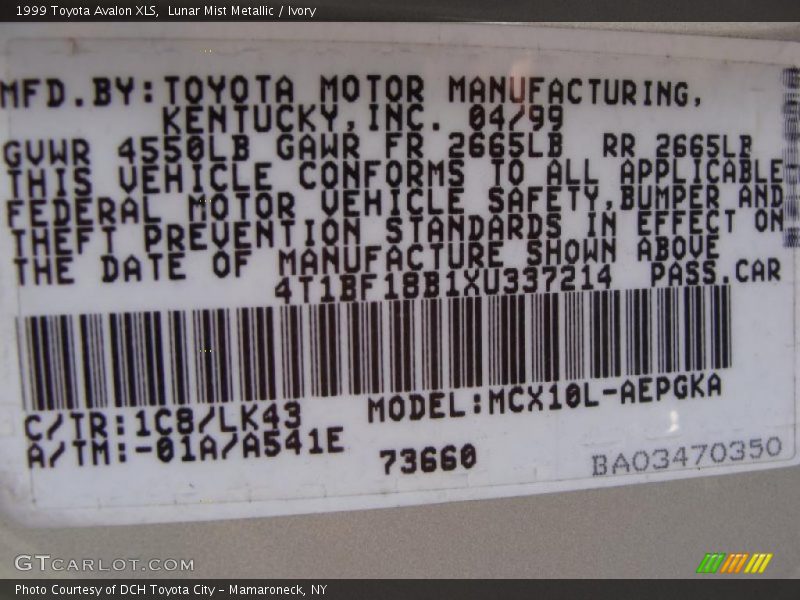 1999 Toyota Avalon XLS,  Lunar Mist Metallic / Ivory
MFD.BY:TOYOTA MOTOR MANUFACTURING,
KENTUCKY,INC. 04/99
GVWR 4550LB GAWR FR 2665LB RR 2665LB
THIS VEHICLE CONFORMS TO ALL APPLICABLE
FEDERAL MOTOR VEHICLE SAFETY,BUMPER AND
THEFT PREVENTION STANDARDS IN EFFECT ON
THE DATE OF MANUFACTURE SHOWN ABOVE
4T1BF18B1XU337214 PASS.CAR
C/TR:1C8/LK43 MODEL:MCX10L-AEPGKA
A/TM:-01A/A541E 73660 BA03470350
GTCARLOT.COM
Photo Courtesy of DCH Toyota City - Mamaroneck, NY